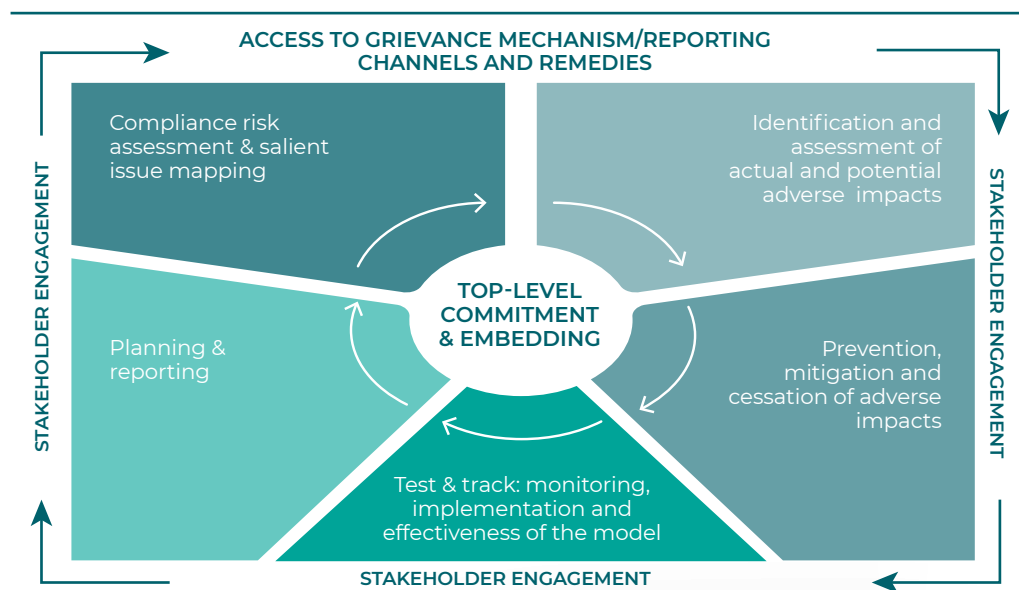 ACCESS TO GRIEVANCE MECHANISM/REPORTING
CHANNELS AND REMEDIES
Compliance risk
assessment & salient
issue mapping
Identification and
assessment of
actual and potential
adverse impacts
STAKEHOLDER ENGAGEMENT
STAKEHOLDER ENGAGEMENT
TOP-LEVEL
COMMITMENT
& EMBEDDING
Planning &
reporting
Prevention,
mitigation and
cessation of adverse
impacts
Test & track: monitoring,
implementation and
effectiveness of the model
STAKEHOLDER ENGAGEMENT